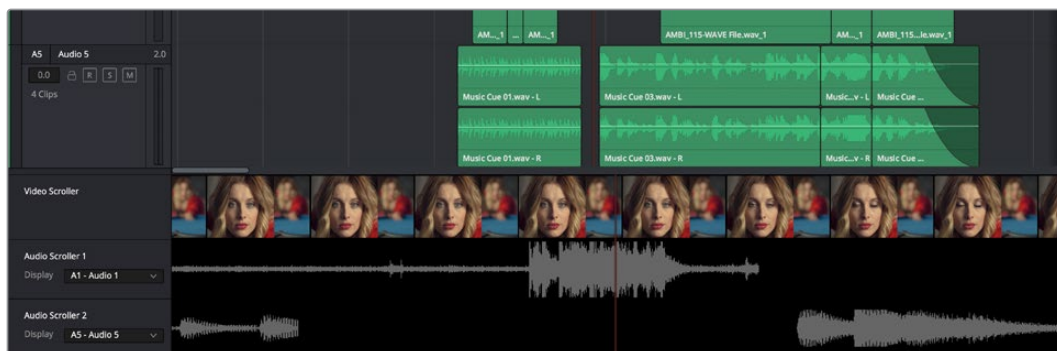 AM..._1 ... AM..._1 AMBI_115-WAVE File.wav_1 AM..._1 AMBI_115...le.wav_1
A5 Audio 5 2.0
0.0 R S M
4 Clips
Music Cue 01.wav - L Music Cue 03.wav - L Music...v - L Music Cue ...
Music Cue 01.wav - R Music Cue 03.wav - R Music...v - R Music Cue ...
Video Scroller
Audio Scroller 1
Display A1 - Audio 1
Audio Scroller 2
Display A5 - Audio 5